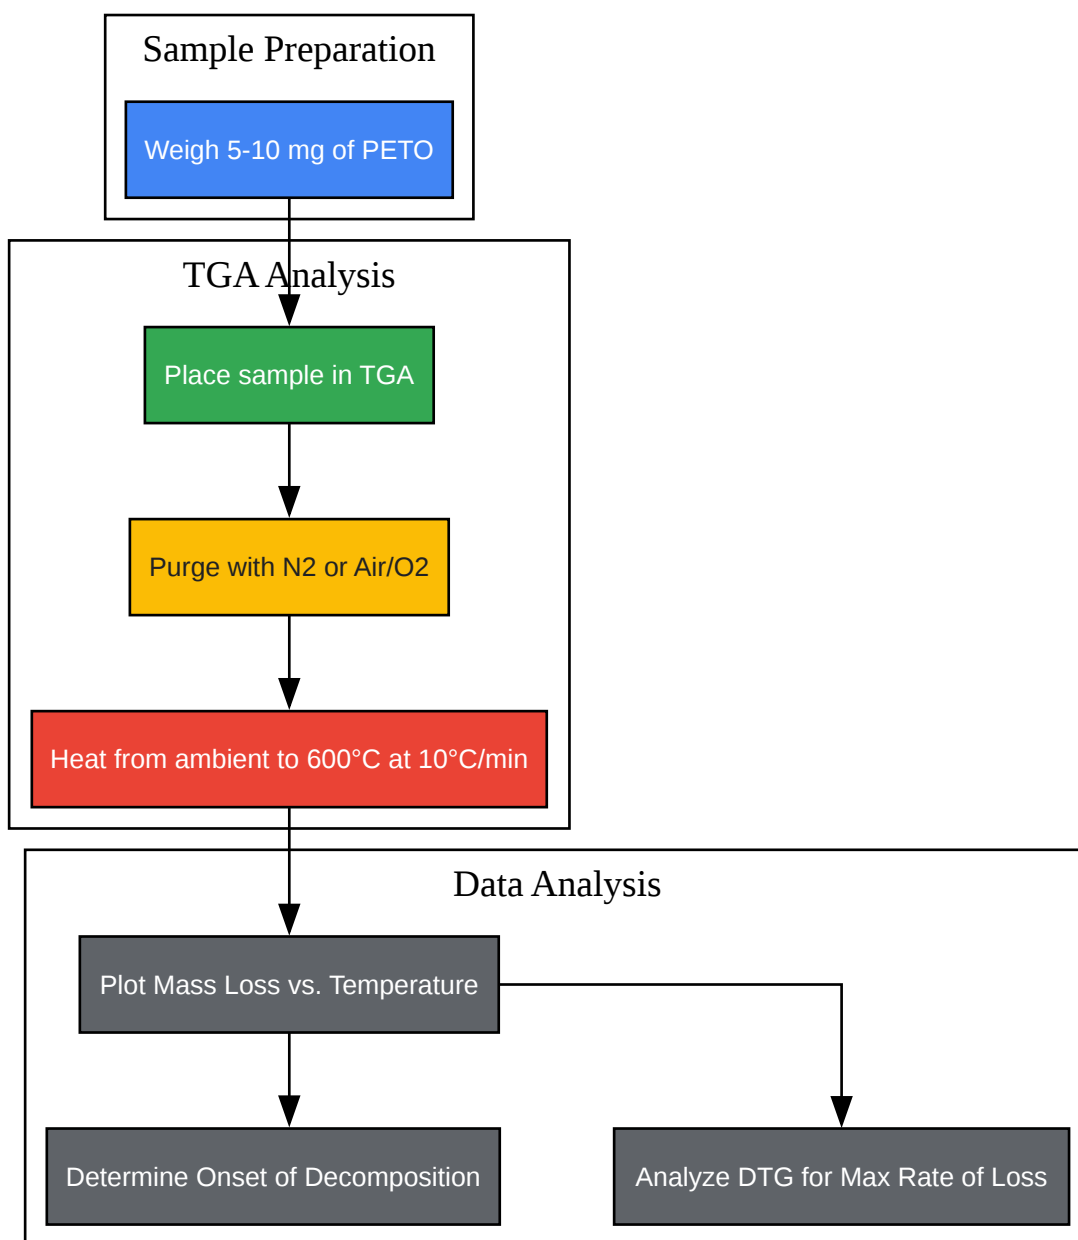 Sample Preparation
Weigh 5-10 mg of PETO
TGA Analysis
Place sample in TGA
Purge with N2 or Air/O2
Heat from ambient to 600°C at 10°C/min
Data Analysis
Plot Mass Loss vs. Temperature
Determine Onset of Decomposition
Analyze DTG for Max Rate of Loss